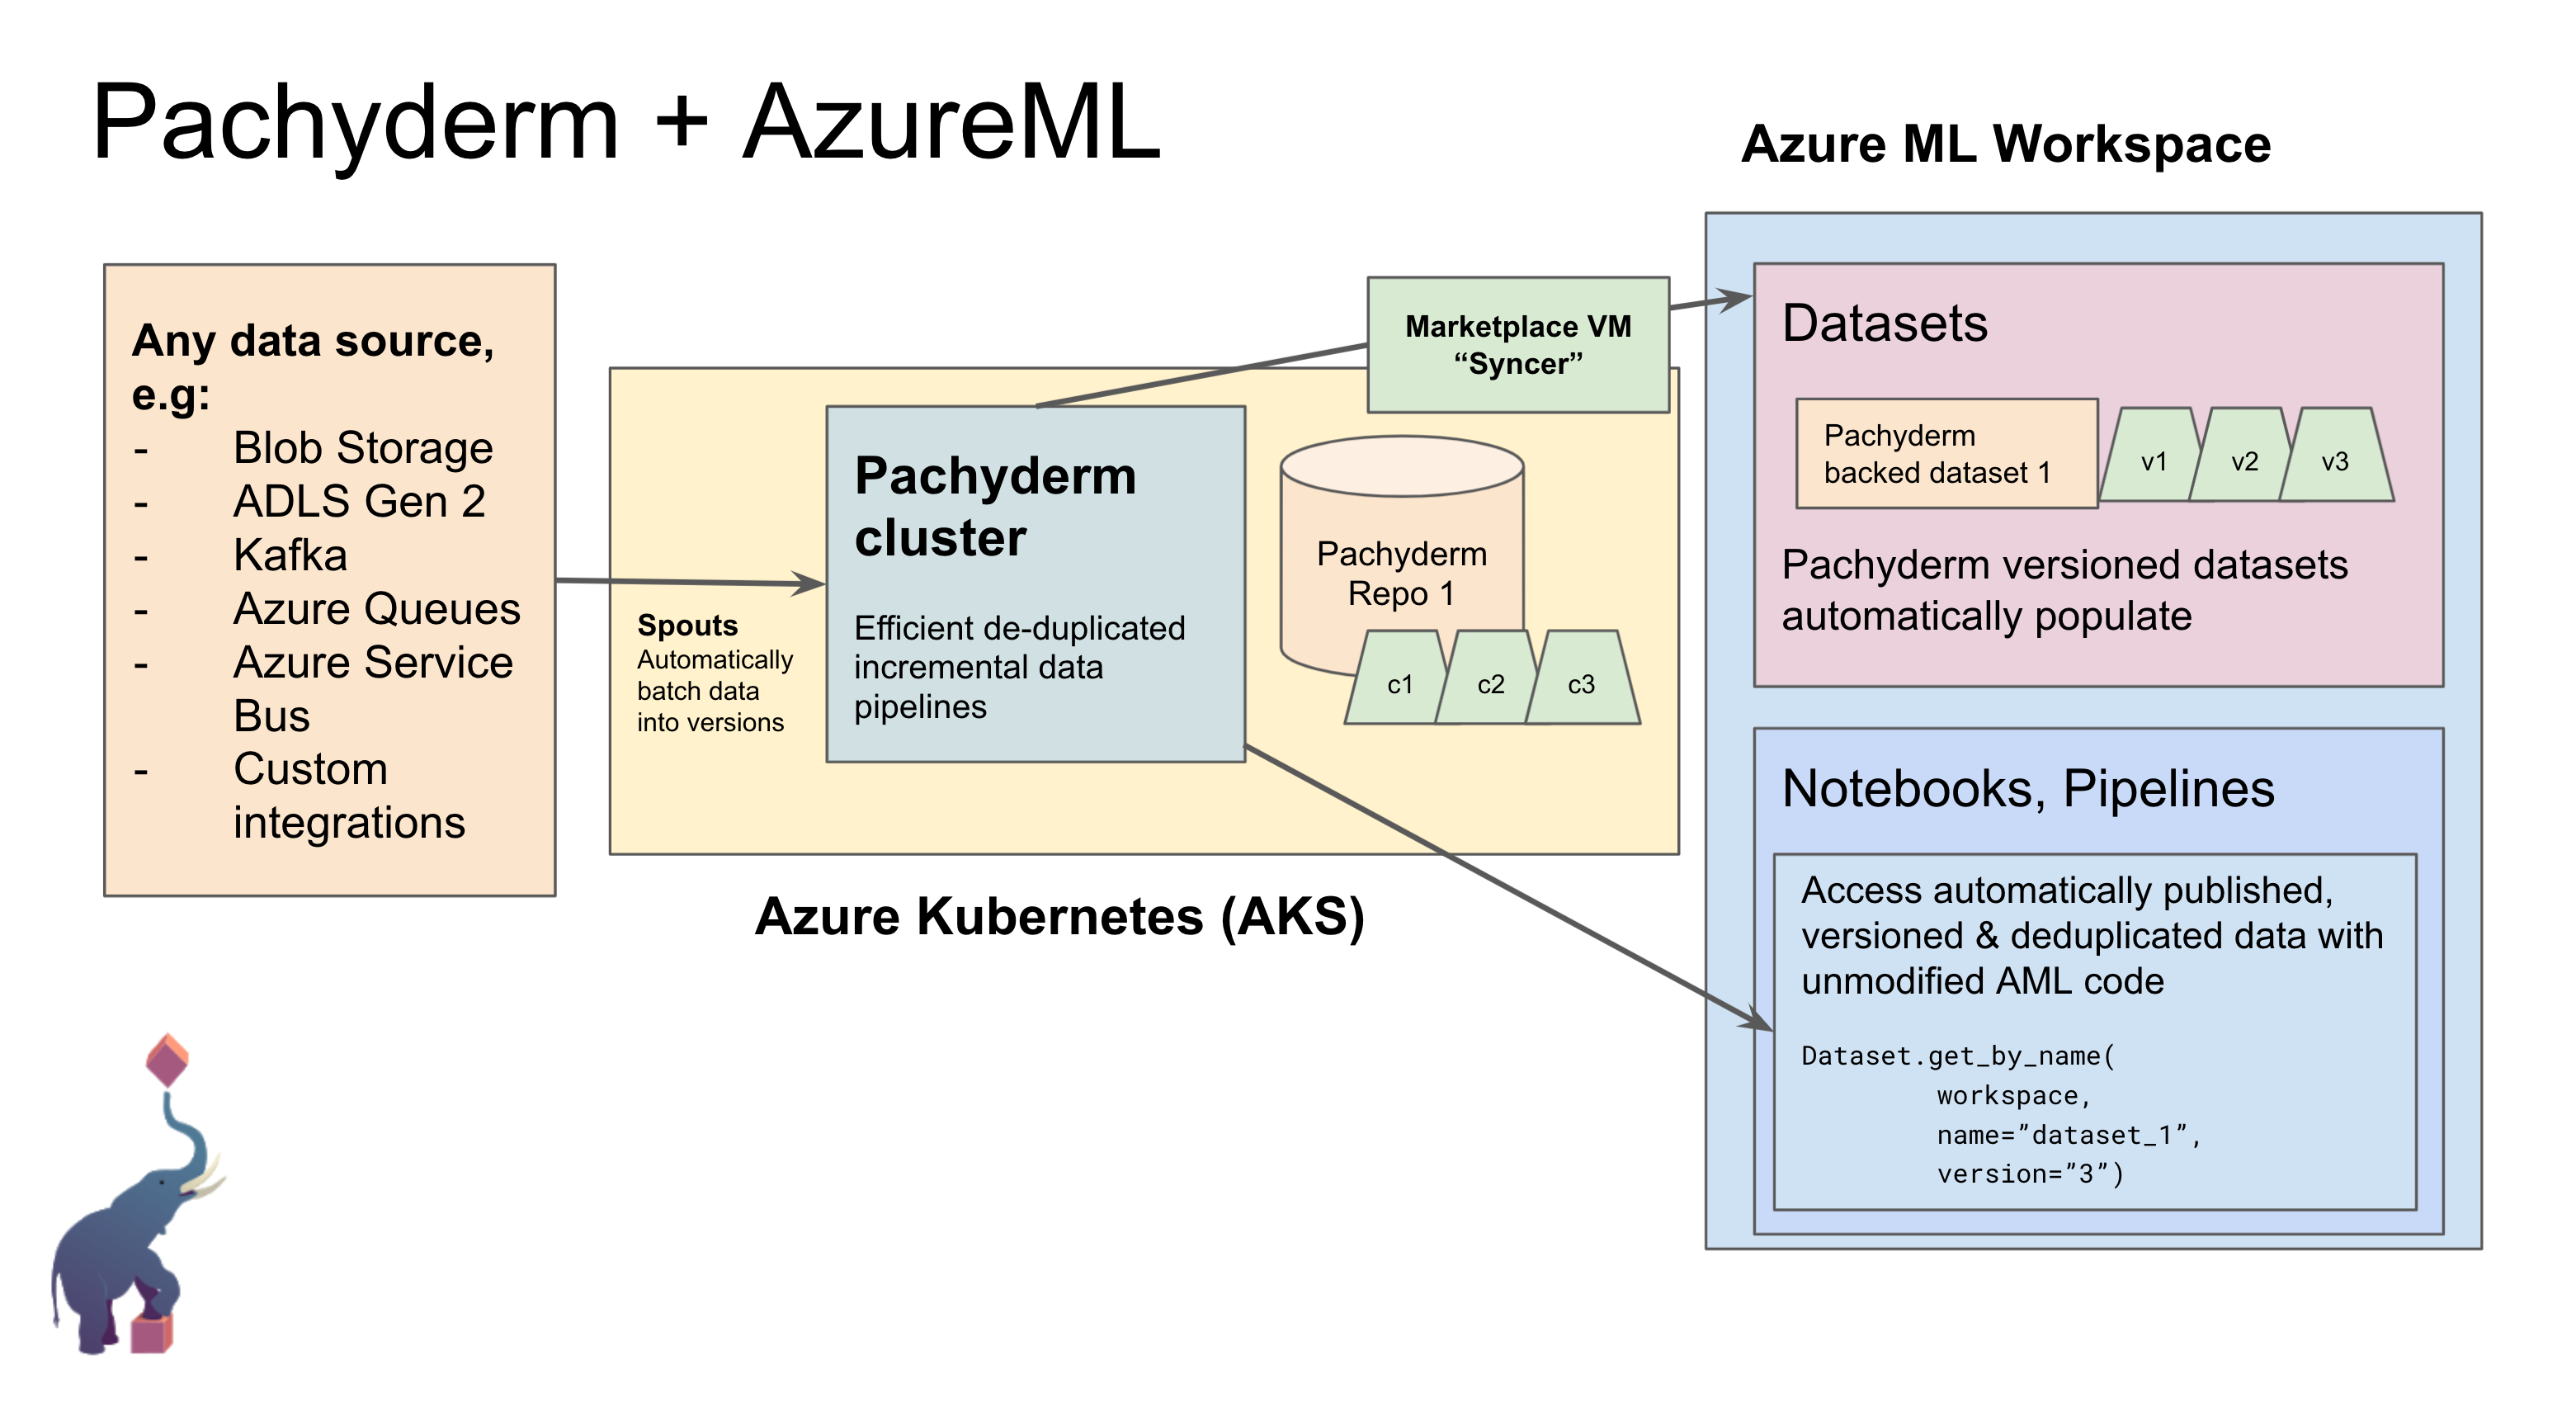 Pachyderm + AzureML
Azure ML Workspace
Any data source,
e.g:
- Blob Storage
- ADLS Gen 2
- Kafka
- Azure Queues
- Azure Service
Bus
- Custom
integrations
Spouts
Automatically
batch data
into versions
Pachyderm
cluster
Efficient de-duplicated
incremental data
pipelines
Marketplace VM
“Syncer”
Pachyderm
Repo 1
c1
c2
c3
Azure Kubernetes (AKS)
Datasets
Pachyderm
backed dataset 1
v1
v2
v3
Pachyderm versioned datasets
automatically populate
Notebooks, Pipelines
Access automatically published,
versioned & deduplicated data with
unmodified AML code
Dataset.get_by_name(
workspace,
name=”dataset_1”,
version=”3”)